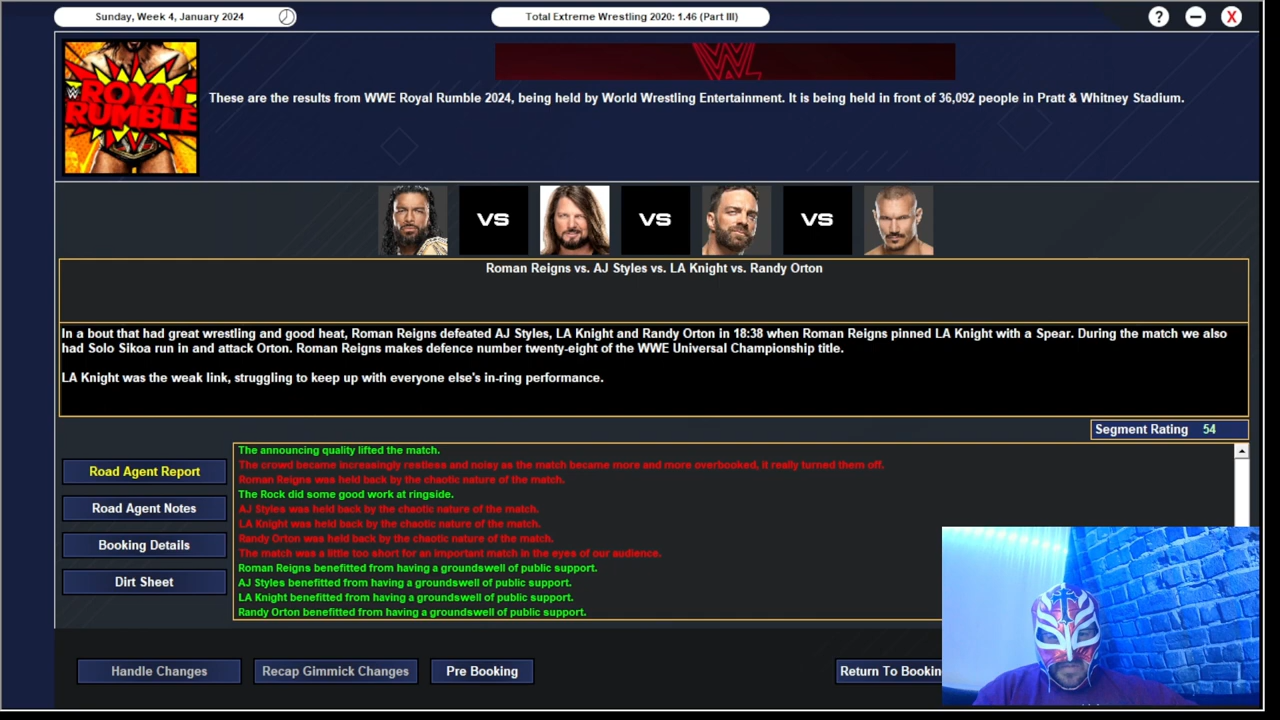 Sunday, Week 4, January 2024
Total Extreme Wrestling 2020: 1.46 (Part III)
?
X
W
ROYAL
RUMBLE
These are the results from WWE Royal Rumble 2024, being held by World Wrestling Entertainment. It is being held in front of 36,092 people in Pratt & Whitney Stadium.
VS
VS
VS
Roman Reigns vs. AJ Styles vs. LA Knight vs. Randy Orton
In a bout that had great wrestling and good heat, Roman Reigns defeated AJ Styles, LA Knight and Randy Orton in 18:38 when Roman Reigns pinned LA Knight with a Spear. During the match we also
had Solo Sikoa run in and attack Orton. Roman Reigns makes defence number twenty-eight of the WWE Universal Championship title.
LA Knight was the weak link, struggling to keep up with everyone else's in-ring performance.
Segment Rating 54
Road Agent Report
Road Agent Notes
Booking Details
Dirt Sheet
The announcing quality lifted the match.
The crowd became increasingly restless and noisy as the match became more and more overbooked, it really turned them off.
Roman Reigns was held back by the chaotic nature of the match.
The Rock did some good work at ringside.
AJ Styles was held back by the chaotic nature of the match.
LA Knight was held back by the chaotic nature of the match.
Randy Orton was held back by the chaotic nature of the match.
The match was a little too short for an important match in the eyes of our audience.
Roman Reigns benefitted from having a groundswell of public support.
AJ Styles benefitted from having a groundswell of public support.
LA Knight benefitted from having a groundswell of public support.
Randy Orton benefitted from having a groundswell of public support.
Handle Changes
Recap Gimmick Changes
Pre Booking
Return To Bookin